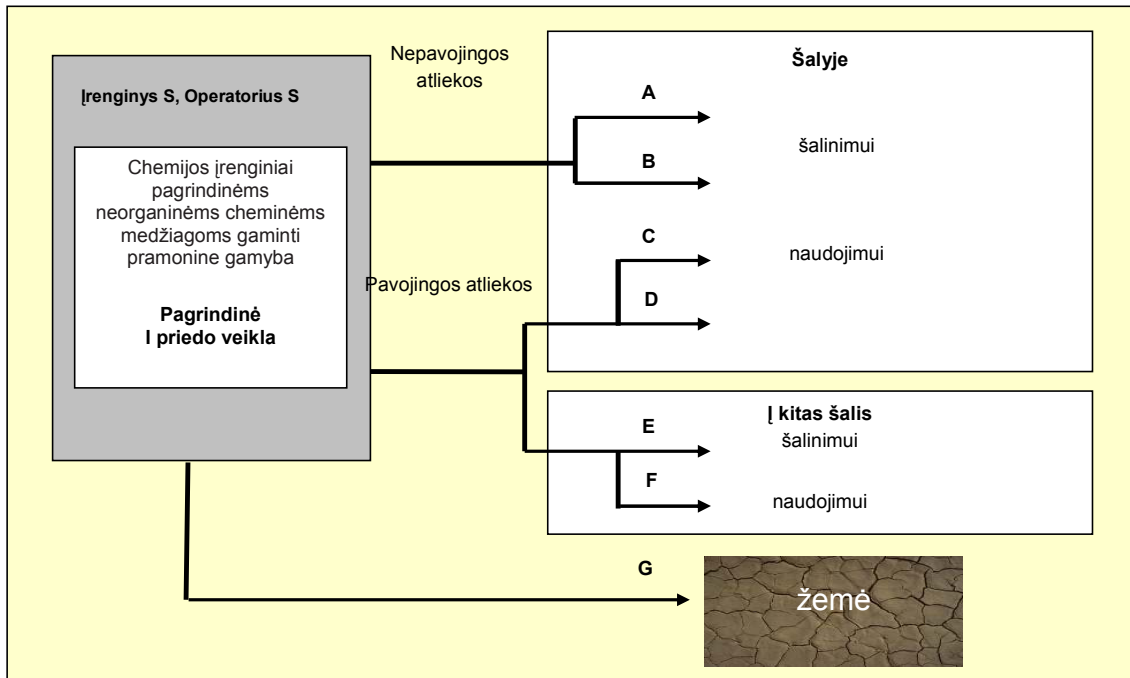 Įrenginys S, Operatorius S
Chemijos įrenginiai
pagrindinėms
neorganinėms cheminėms
medžiagoms gaminti
pramonine gamyba
Pagrindinė
I priedo veikla
Nepavojingos
atliekos
Pavojingos atliekos
Šalyje
A
šalinimui
B
C
naudojimui
D
Į kitas šalis
E
šalinimui
F
naudojimui
G
žemė